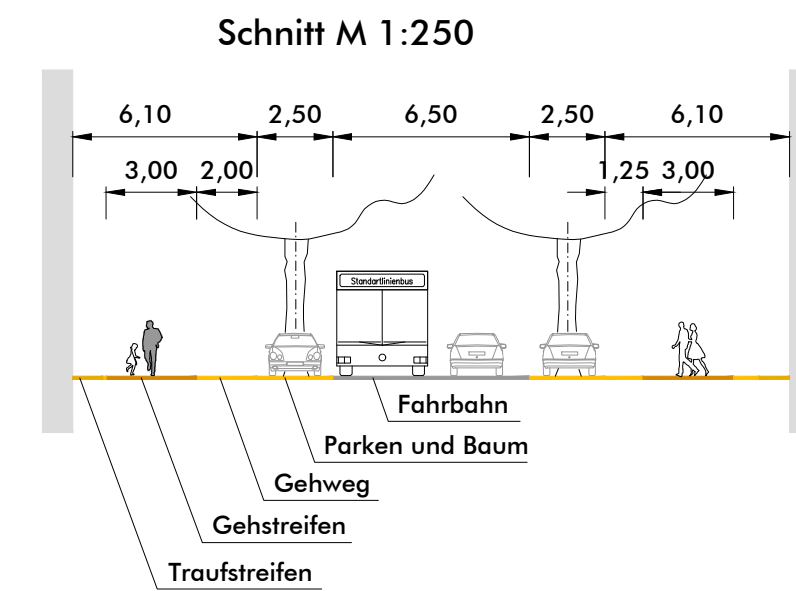 Schnitt M 1:250
6,10 2,50 6,50 2,50 6,10
3,00 2,00 1,25 3,00
Standartlinienbus
Fahrbahn
Parken und Baum
Gehweg
Gehstreifen
Traufstreifen